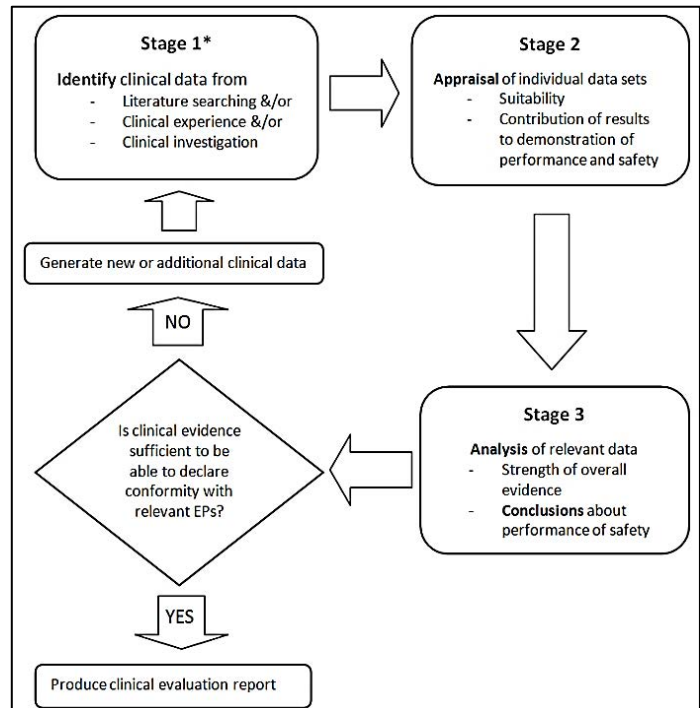 Stage 1*
Identify clinical data from
- Literature searching &/or
- Clinical experience &/or
- Clinical investigation
Stage 2
Appraisal of individual data sets
- Suitability
- Contribution of results
to demonstration of
performance and safety
Generate new or additional clinical data
NO
Is clinical evidence
sufficient to be
able to declare
conformity with
relevant EPs?
Stage 3
Analysis of relevant data
- Strength of overall
evidence
- Conclusions about
performance of safety
YES
Produce clinical evaluation report